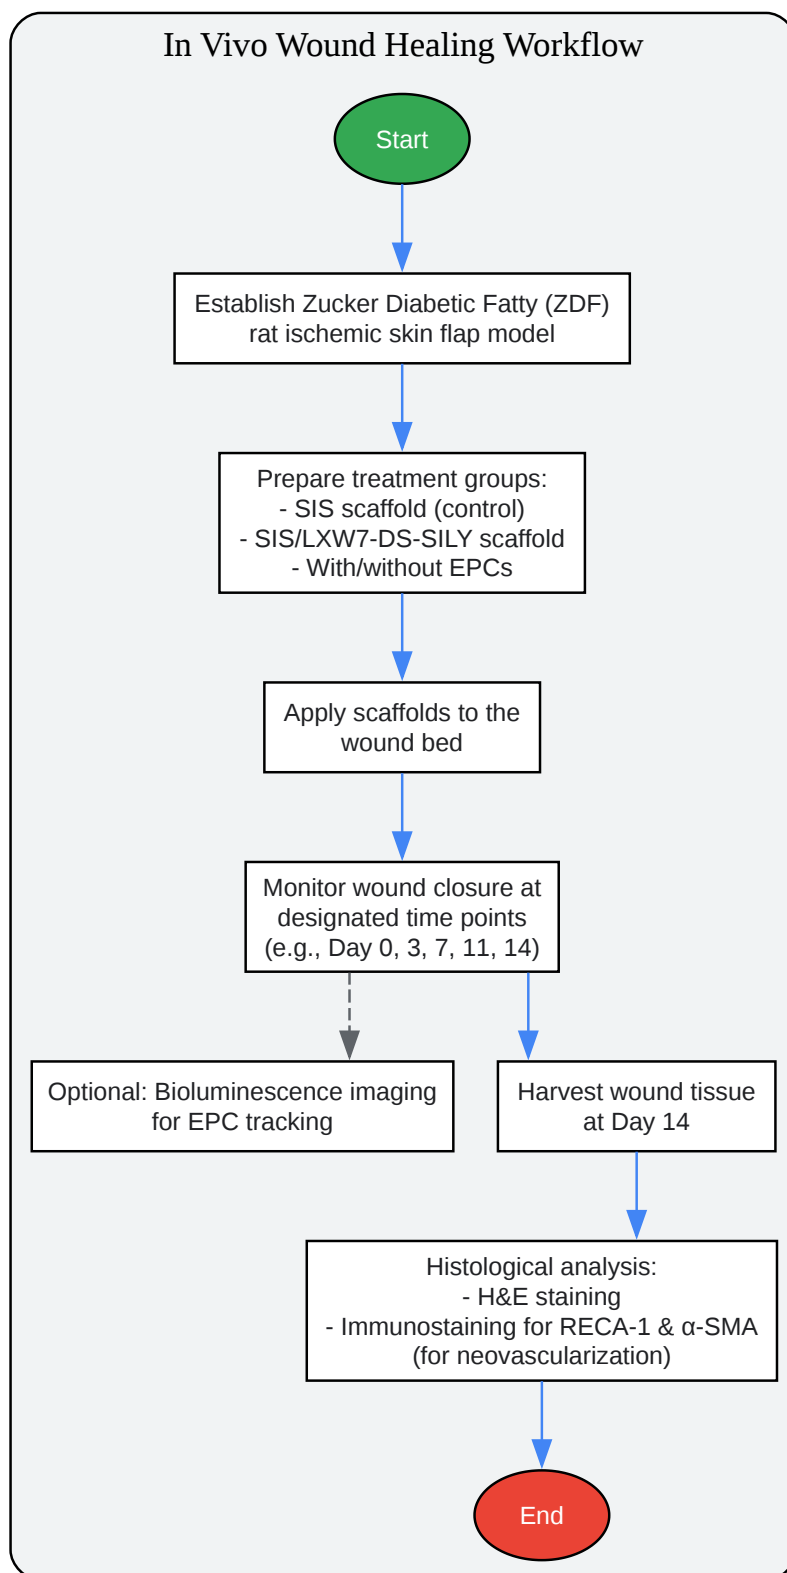 In Vivo Wound Healing Workflow
Start
Establish Zucker Diabetic Fatty (ZDF)
rat ischemic skin flap model
Prepare treatment groups:
- SIS scaffold (control)
- SIS/LXW7-DS-SILY scaffold
- With/without EPCs
Apply scaffolds to the
wound bed
Monitor wound closure at
designated time points
(e.g., Day 0, 3, 7, 11, 14)
Optional: Bioluminescence imaging
for EPC tracking
Harvest wound tissue
at Day 14
Histological analysis:
- H&E staining
- Immunostaining for RECA-1 & α-SMA
(for neovascularization)
End